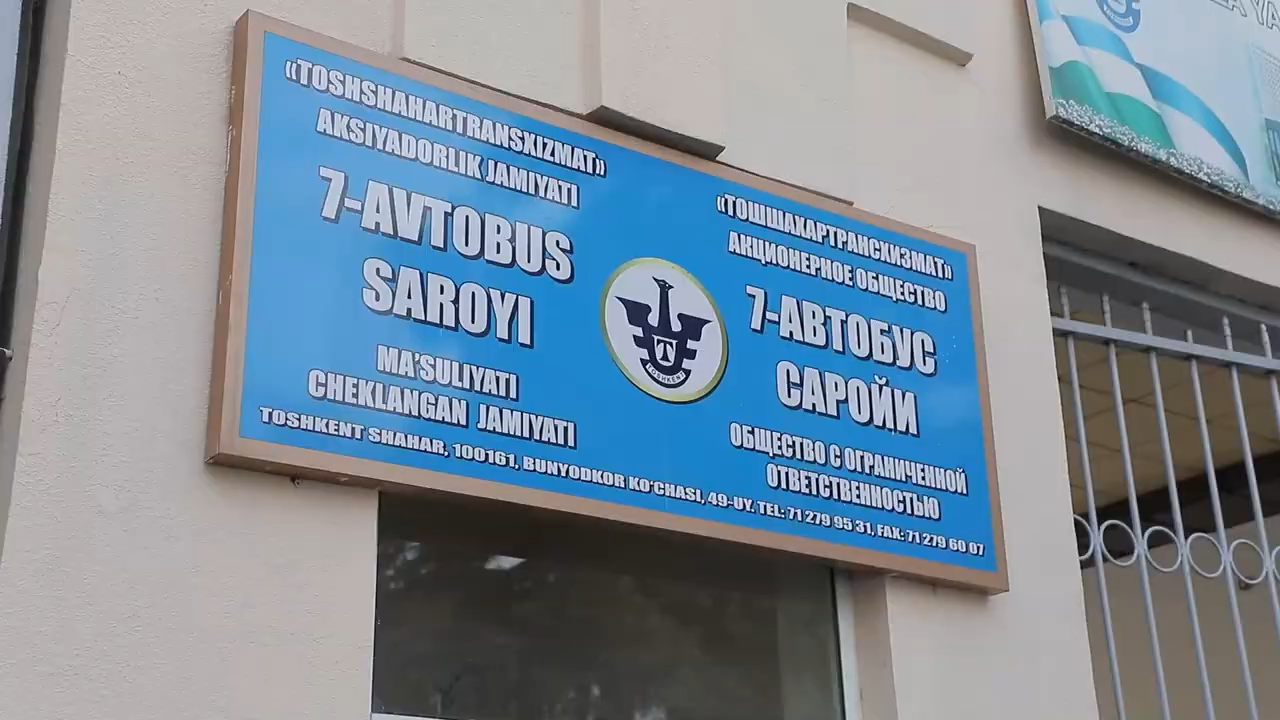 «TOSHSHAHARTRANSXIZMAT»
AKSIYADORLIK JAMIYATI
7-AVTOBUS
SAROYI
MA'SULIYATI
CHEKLANGAN JAMIYATI
«ТОШШАХАРТРАНСХИЗМАТ»
АКЦИОНЕРНОЕ ОБЩЕСТВО
7-АВТОБУС
САРОЙИ
ОБЩЕСТВО С ОГРАНИЧЕННОЙ
ОТВЕТСТВЕННОСТЬЮ
T
TOSHKENT
TOSHKENT SHAHAR, 100161, BUNYODKOR KO'CHASI, 49-UY. TEL: 71 279 95 31, FAX: 71 279 60 07